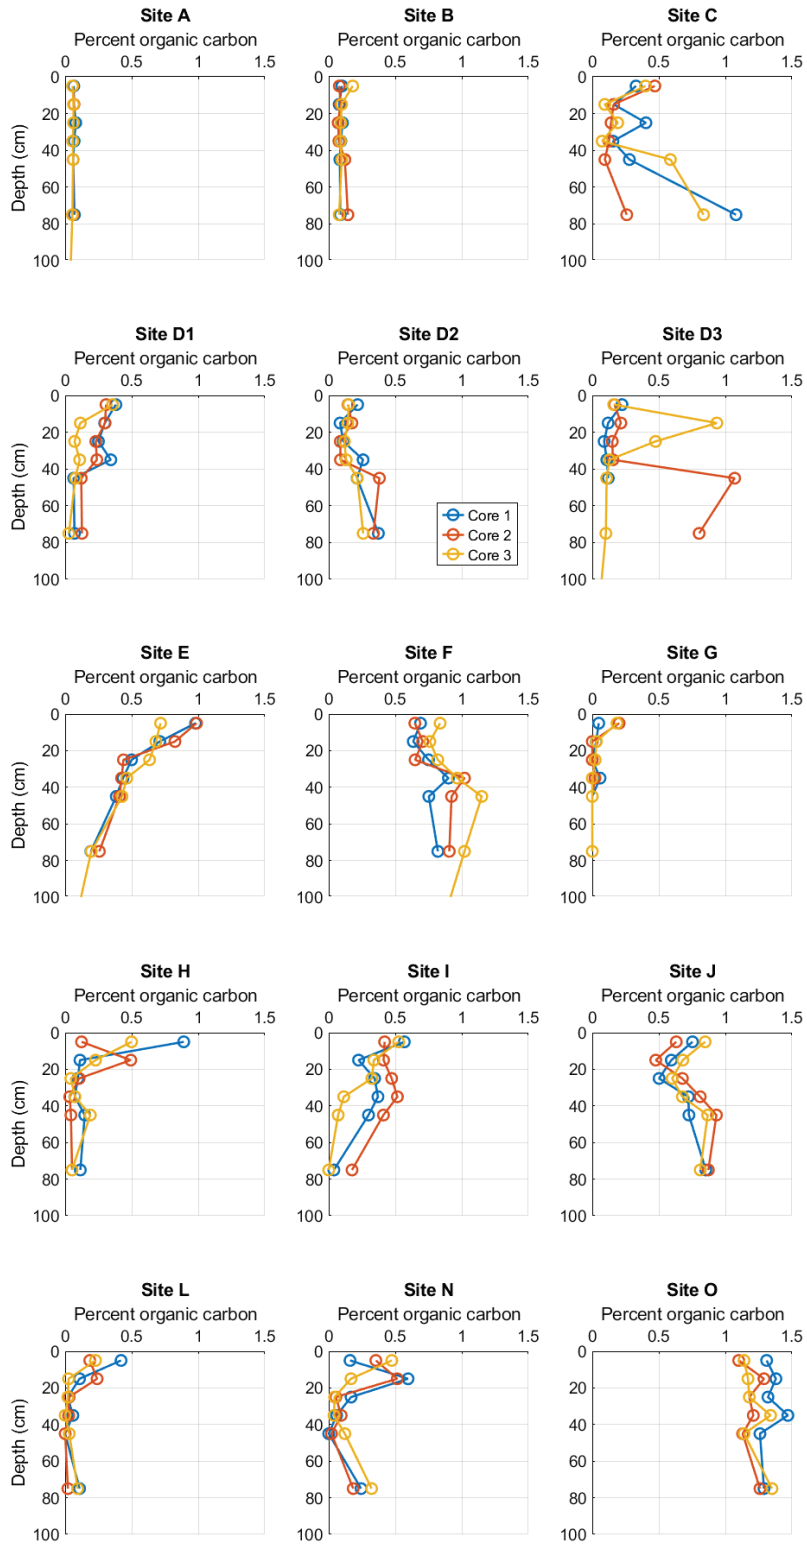 Site A Site B Site C
Percent organic carbon Percent organic carbon Percent organic carbon
0 0.5 1 1.5 0 0.5 1 1.5 0 0.5 1 1.5
0 0 0
20 20 20
40 40 40
60 60 60
80 80 80
100 100 100
Depth (cm)
Site D1 Site D2 Site D3
Percent organic carbon Percent organic carbon Percent organic carbon
0 0.5 1 1.5 0 0.5 1 1.5 0 0.5 1 1.5
0 0 0
20 20 20
40 40 40
60 60 60
80 80 80
100 100 100
Depth (cm)
Core 1
Core 2
Core 3
Site E Site F Site G
Percent organic carbon Percent organic carbon Percent organic carbon
0 0.5 1 1.5 0 0.5 1 1.5 0 0.5 1 1.5
0 0 0
20 20 20
40 40 40
60 60 60
80 80 80
100 100 100
Depth (cm)
Site H Site I Site J
Percent organic carbon Percent organic carbon Percent organic carbon
0 0.5 1 1.5 0 0.5 1 1.5 0 0.5 1 1.5
0 0 0
20 20 20
40 40 40
60 60 60
80 80 80
100 100 100
Depth (cm)
Site L Site N Site O
Percent organic carbon Percent organic carbon Percent organic carbon
0 0.5 1 1.5 0 0.5 1 1.5 0 0.5 1 1.5
0 0 0
20 20 20
40 40 40
60 60 60
80 80 80
100 100 100
Depth (cm)